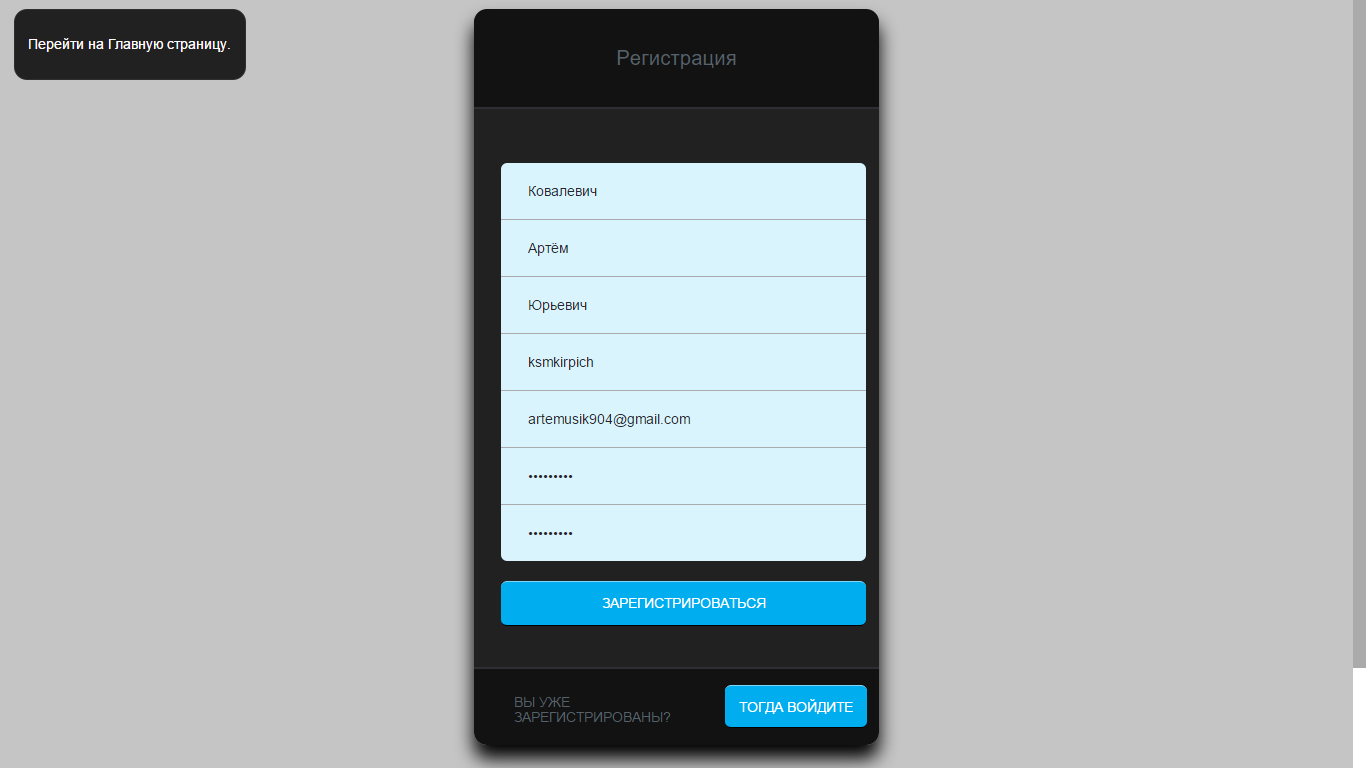 Перейти на Главную страницу.
Регистрация
Ковалевич
Артём
Юрьевич
ksmkirpich
artemusik904@gmail.com
•••••••••
•••••••••
ЗАРЕГИСТРИРОВАТЬСЯ
ВЫ УЖЕ
ЗАРЕГИСТРИРОВАНЫ?
ТОГДА ВОЙДИТЕ